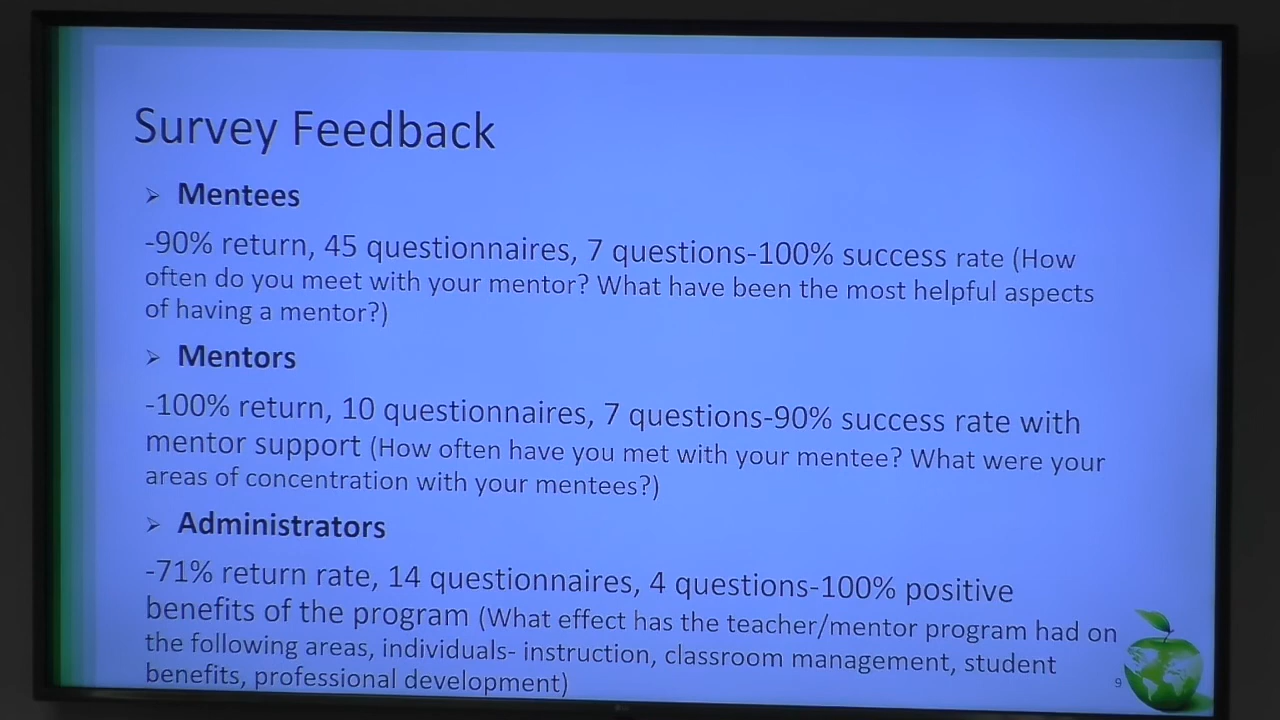 Survey Feedback
➢ Mentees
-90% return, 45 questionnaires, 7 questions-100% success rate (How
often do you meet with your mentor? What have been the most helpful aspects
of having a mentor?)
➢ Mentors
-100% return, 10 questionnaires, 7 questions-90% success rate with
mentor support (How often have you met with your mentee? What were your
areas of concentration with your mentees?)
➢ Administrators
-71% return rate, 14 questionnaires, 4 questions-100% positive
benefits of the program (What effect has the teacher/mentor program had on
the following areas, individuals- instruction, classroom management, student
benefits, professional development)
9